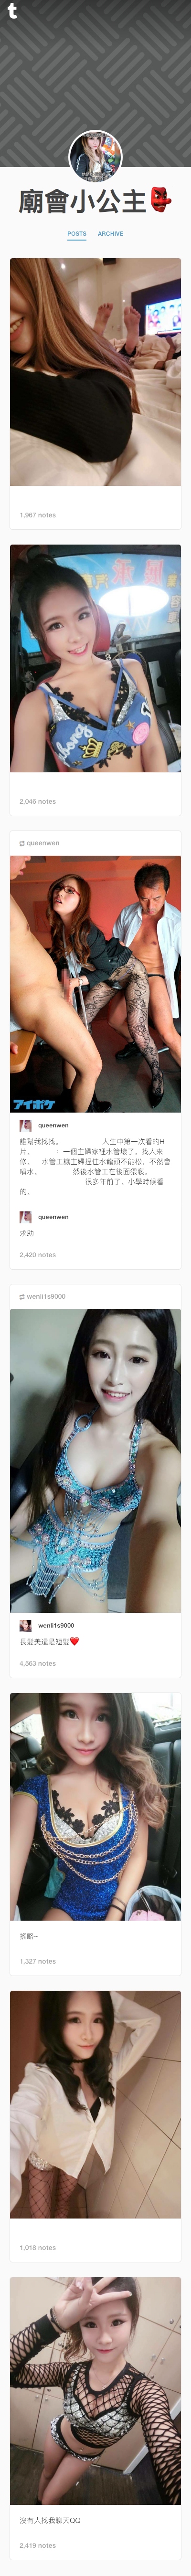 t
廟會小公主👺
POSTS
ARCHIVE
1,967 notes
2,046 notes
queenwen
アイポケ
queenwen
誰幫我找找。 人生中第一次看的H
片。 : 一個主婦家裡水管壞了。找人來
修。 水管工讓主婦捏住水龍頭不能松。不然會
噴水。 然後水管工在後面猥褻。
很多年前了。小學時候看
的。
queenwen
求助
2,420 notes
wenli1s9000
wenli1s9000
長髮美還是短髮❤️
4,563 notes
1,327 notes
1,018 notes
沒有人找我聊天QQ
2,419 notes